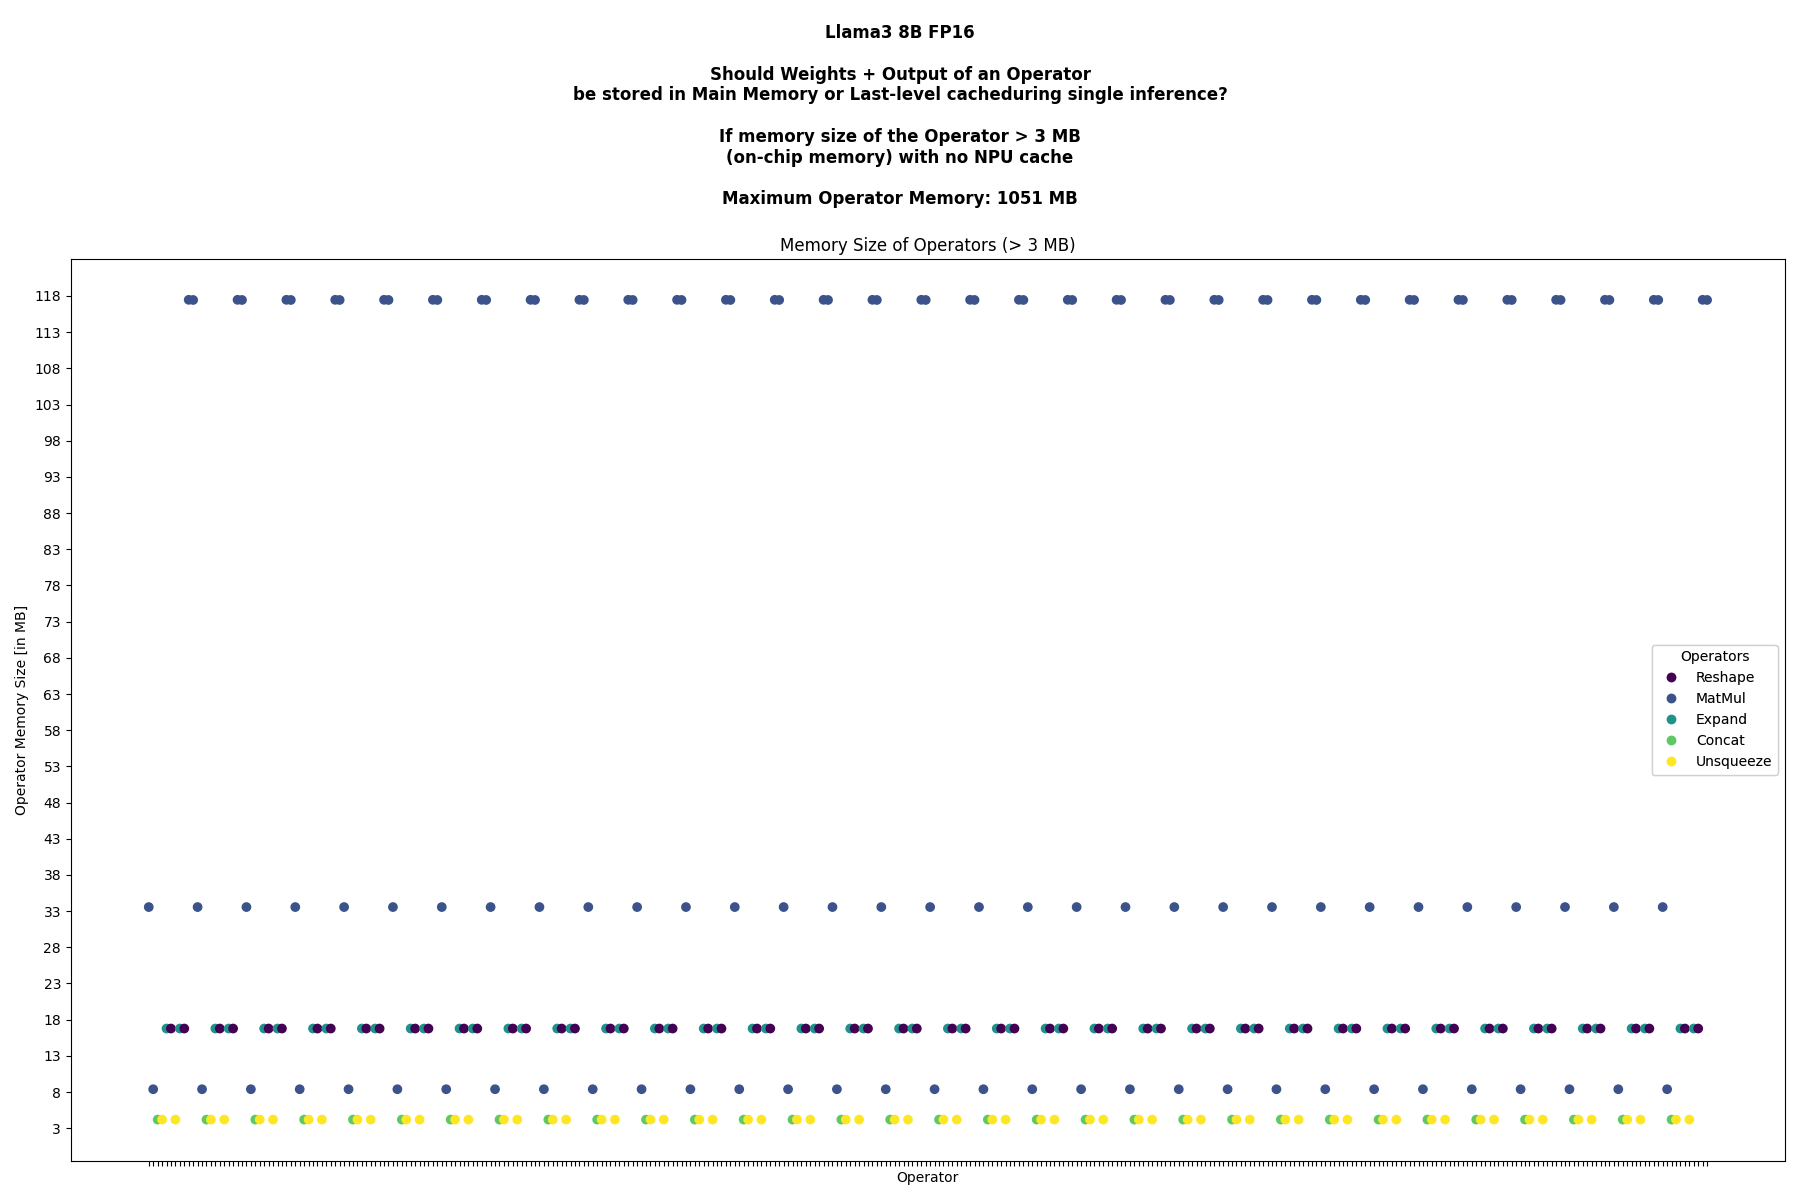 Llama3 8B FP16
Should Weights + Output of an Operator
be stored in Main Memory or Last-level cacheduring single inference?
If memory size of the Operator > 3 MB
(on-chip memory) with no NPU cache
Maximum Operator Memory: 1051 MB
Memory Size of Operators (> 3 MB)
118
113
108
103
98
93
88
83
78
73
68
63
58
53
48
43
38
33
28
23
18
13
8
3
Operator Memory Size [in MB]
Operators
Reshape
MatMul
Expand
Concat
Unsqueeze
Operator